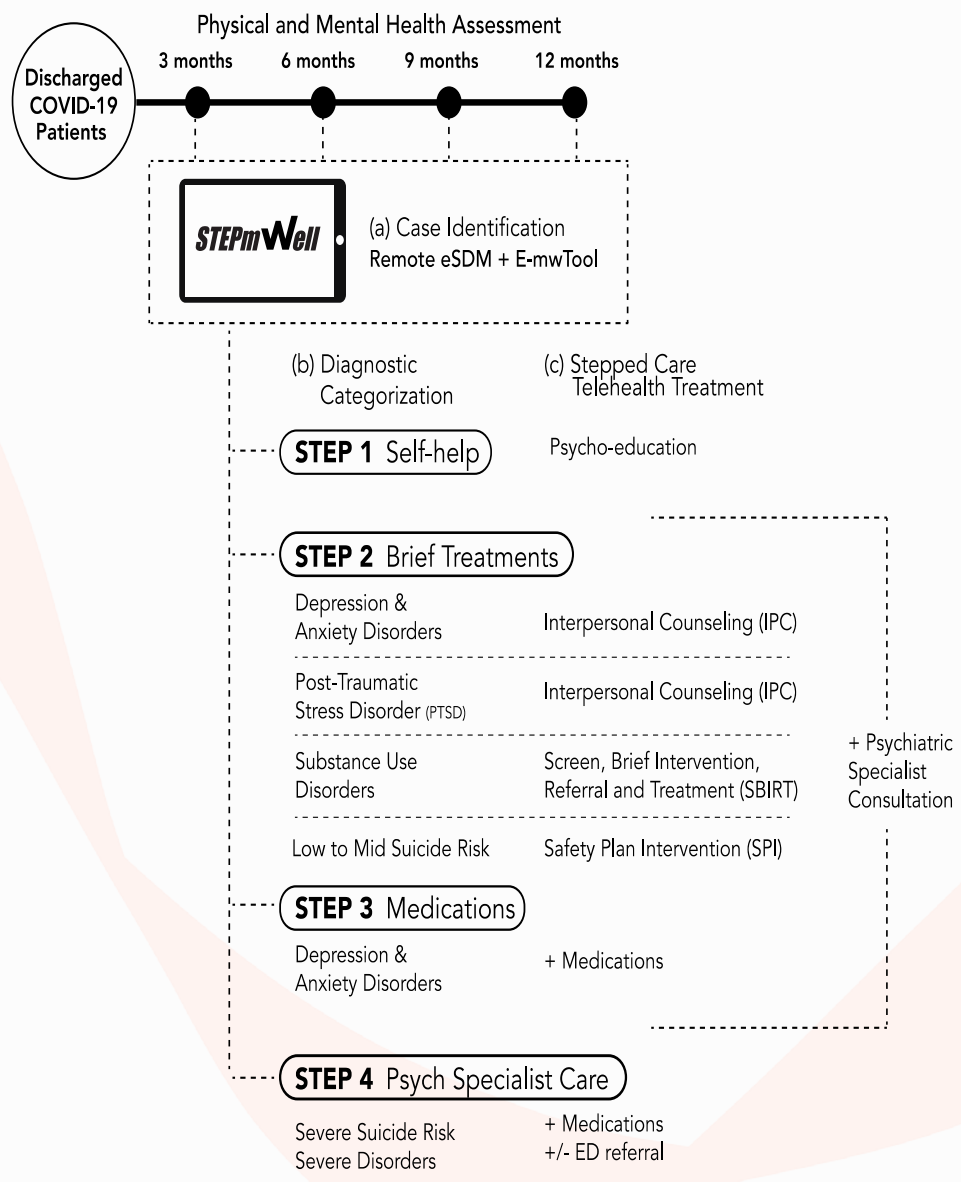 Physical and Mental Health Assessment
3 months 6 months 9 months 12 months
Discharged
COVID-19
Patients
STEPmWell
(a) Case Identification
Remote eSDM + E-mwTool
(b) Diagnostic
Categorization
(c) Stepped Care
Telehealth Treatment
STEP 1 Self-help
Psycho-education
STEP 2 Brief Treatments
Depression &
Anxiety Disorders
Interpersonal Counseling (IPC)
Post-Traumatic
Stress Disorder (PTSD)
Interpersonal Counseling (IPC)
Substance Use
Disorders
Screen, Brief Intervention,
Referral and Treatment (SBIRT)
Low to Mid Suicide Risk
Safety Plan Intervention (SPI)
+ Psychiatric
Specialist
Consultation
STEP 3 Medications
Depression &
Anxiety Disorders
+ Medications
STEP 4 Psych Specialist Care
Severe Suicide Risk
Severe Disorders
+ Medications
+/- ED referral